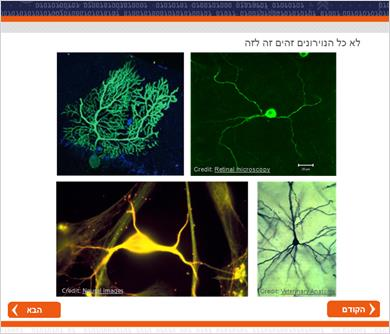 לא כל הנוירונים זהים זה לזה
Credit: Retinal microscopy
Credit: Neural Images
Credit: Veterinary Anatomy
הקודם
הבא